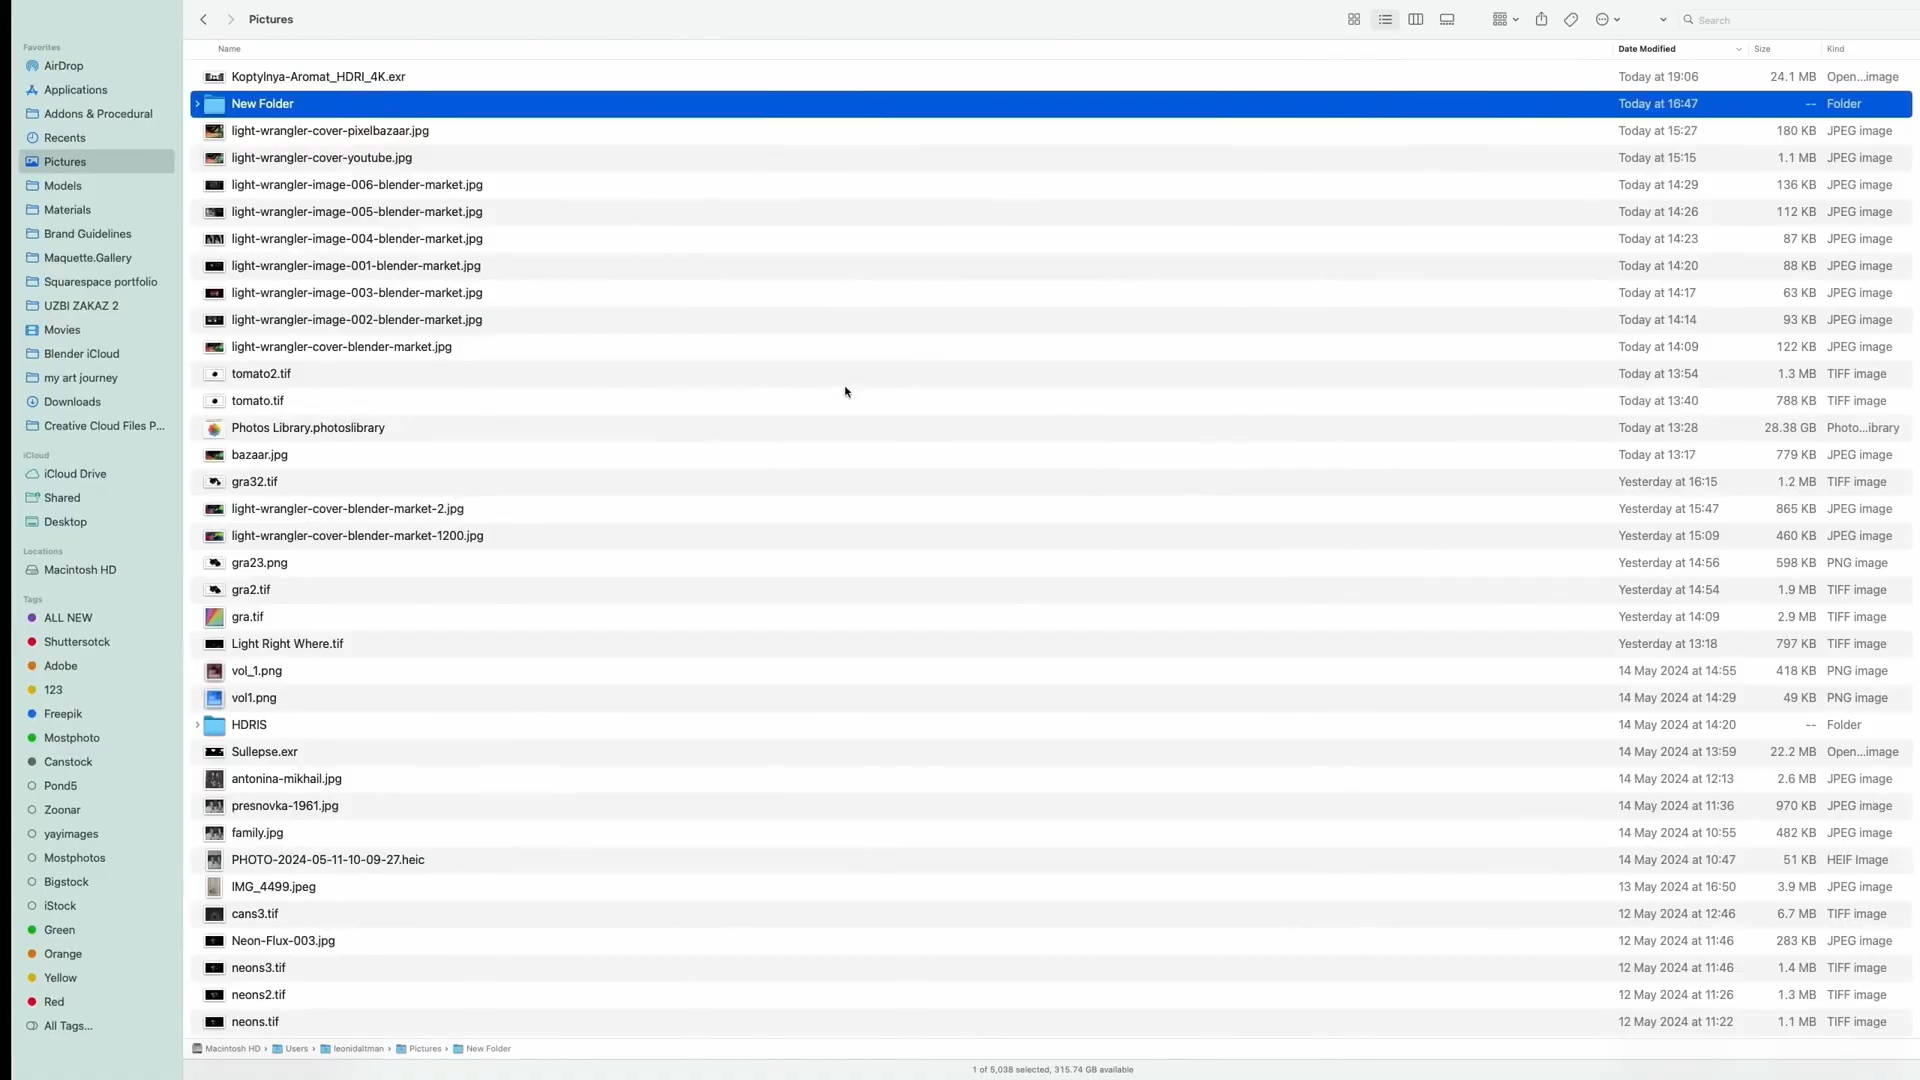 Pictures
Search
Favorites
AirDrop
Applications
Addons & Procedural
Recents
Pictures
Models
Materials
Brand Guidelines
Maquette.Gallery
Squarespace portfolio
UZBI ZAKAZ 2
Movies
Blender iCloud
my art journey
Downloads
Creative Cloud Files P...
iCloud
iCloud Drive
Shared
Desktop
Locations
Macintosh HD
Tags
ALL NEW
Shuttersotck
Adobe
123
Freepik
Mostphoto
Canstock
Pond5
Zoonar
yayimages
Mostphotos
Bigstock
iStock
Green
Orange
Yellow
Red
All Tags...
Name Date Modified Size Kind
Koptylnya-Aromat_HDRI_4K.exr Today at 19:06 24.1 MB Open...image
New Folder Today at 16:47 -- Folder
light-wrangler-cover-pixelbazaar.jpg Today at 15:27 180 KB JPEG image
light-wrangler-cover-youtube.jpg Today at 15:15 1.1 MB JPEG image
light-wrangler-image-006-blender-market.jpg Today at 14:29 136 KB JPEG image
light-wrangler-image-005-blender-market.jpg Today at 14:26 112 KB JPEG image
light-wrangler-image-004-blender-market.jpg Today at 14:23 87 KB JPEG image
light-wrangler-image-001-blender-market.jpg Today at 14:20 88 KB JPEG image
light-wrangler-image-003-blender-market.jpg Today at 14:17 63 KB JPEG image
light-wrangler-image-002-blender-market.jpg Today at 14:14 93 KB JPEG image
light-wrangler-cover-blender-market.jpg Today at 14:09 122 KB JPEG image
tomato2.tif Today at 13:54 1.3 MB TIFF image
tomato.tif Today at 13:40 788 KB TIFF image
Photos Library.photoslibrary Today at 13:28 28.38 GB Photo...ibrary
bazaar.jpg Today at 13:17 779 KB JPEG image
gra32.tif Yesterday at 16:15 1.2 MB TIFF image
light-wrangler-cover-blender-market-2.jpg Yesterday at 15:47 865 KB JPEG image
light-wrangler-cover-blender-market-1200.jpg Yesterday at 15:09 460 KB JPEG image
gra23.png Yesterday at 14:56 598 KB PNG image
gra2.tif Yesterday at 14:54 1.9 MB TIFF image
gra.tif Yesterday at 14:09 2.9 MB TIFF image
Light Right Where.tif Yesterday at 13:18 797 KB TIFF image
vol_1.png 14 May 2024 at 14:55 418 KB PNG image
vol1.png 14 May 2024 at 14:29 49 KB PNG image
HDRIS 14 May 2024 at 14:20 -- Folder
Sullepse.exr 14 May 2024 at 13:59 22.2 MB Open...image
antonina-mikhail.jpg 14 May 2024 at 12:13 2.6 MB JPEG image
presnovka-1961.jpg 14 May 2024 at 11:36 970 KB JPEG image
family.jpg 14 May 2024 at 10:55 482 KB JPEG image
PHOTO-2024-05-11-10-09-27.heic 14 May 2024 at 10:47 51 KB HEIF Image
IMG_4499.jpeg 13 May 2024 at 16:50 3.9 MB JPEG image
cans3.tif 12 May 2024 at 12:46 6.7 MB TIFF image
Neon-Flux-003.jpg 12 May 2024 at 11:46 283 KB JPEG image
neons3.tif 12 May 2024 at 11:46 1.4 MB TIFF image
neons2.tif 12 May 2024 at 11:26 1.3 MB TIFF image
neons.tif 12 May 2024 at 11:22 1.1 MB TIFF image
Macintosh HD › Users › leonidaltman › Pictures › New Folder
1 of 5,038 selected, 315.74 GB available